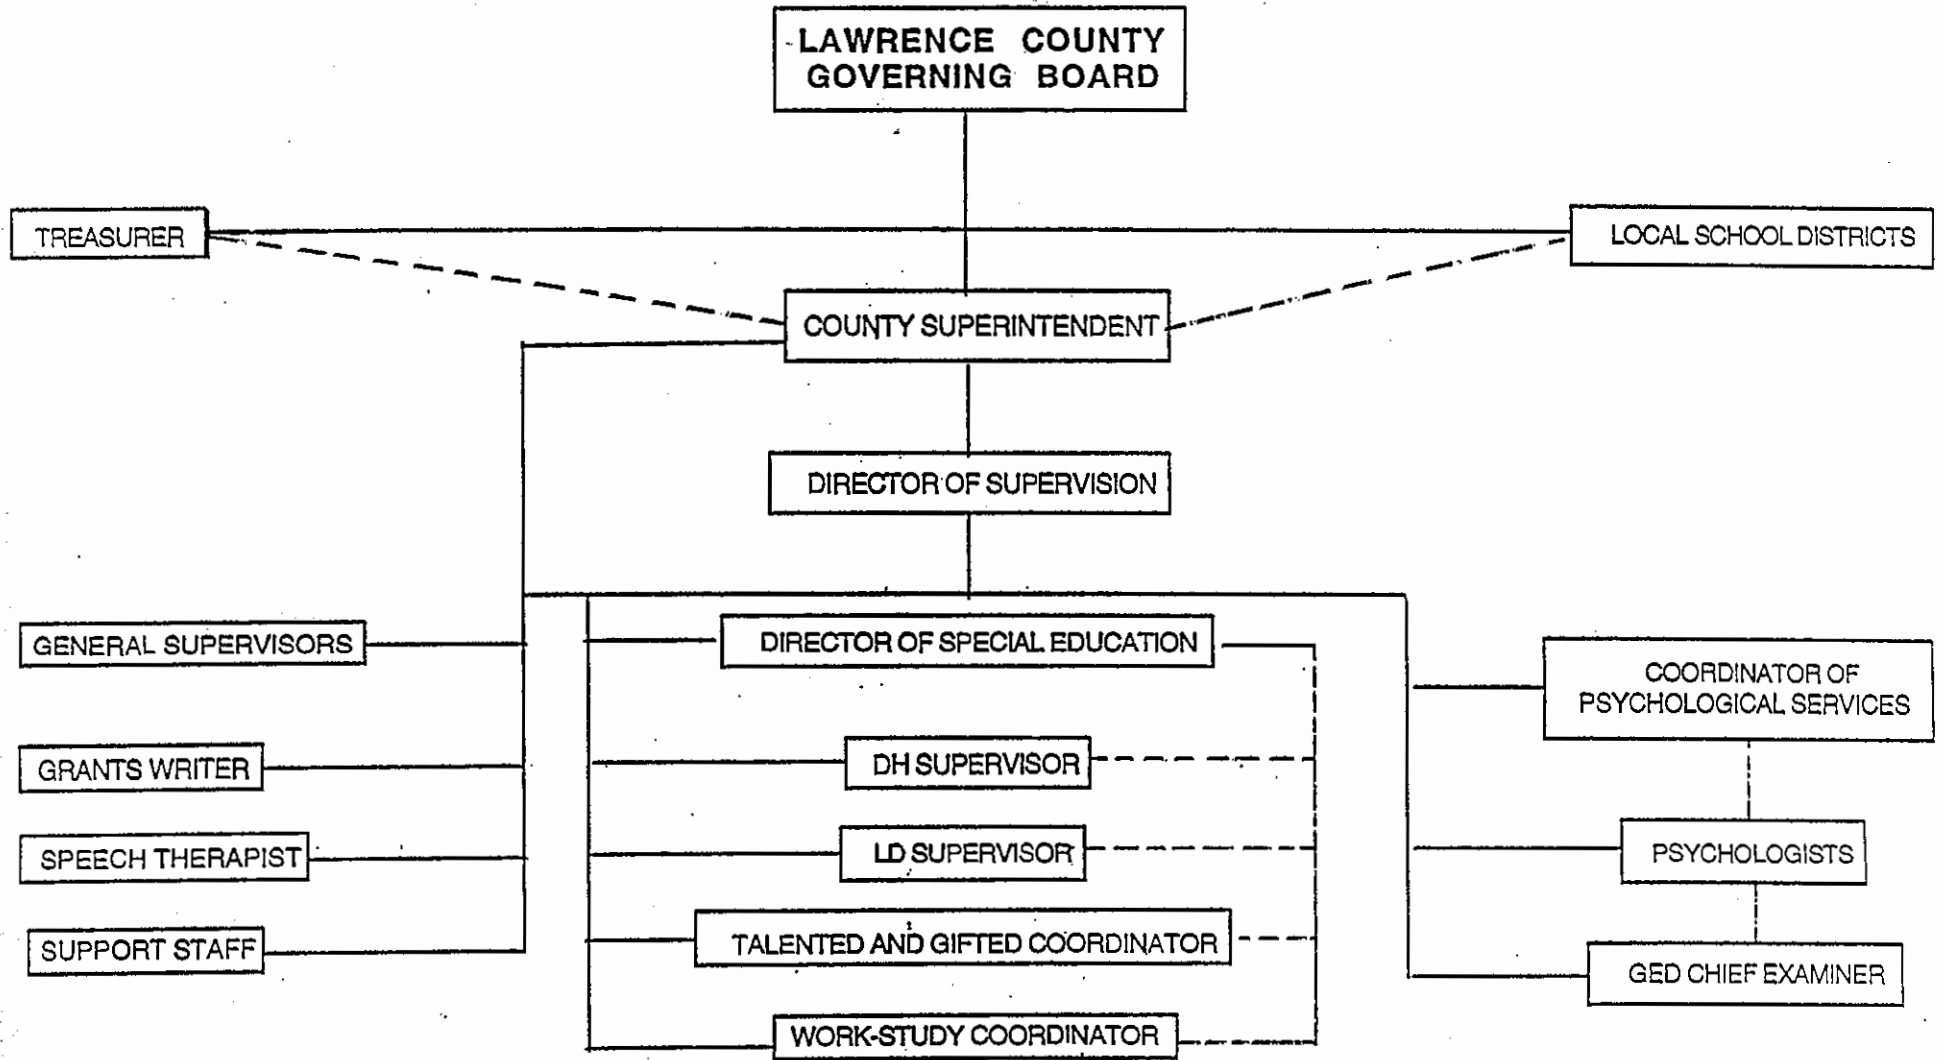 LAWRENCE COUNTY
GOVERNING BOARD
TREASURER
LOCAL SCHOOL DISTRICTS
COUNTY SUPERINTENDENT
DIRECTOR OF SUPERVISION
GENERAL SUPERVISORS
DIRECTOR OF SPECIAL EDUCATION
COORDINATOR OF
PSYCHOLOGICAL SERVICES
GRANTS WRITER
DH SUPERVISOR
SPEECH THERAPIST
LD SUPERVISOR
PSYCHOLOGISTS
SUPPORT STAFF
TALENTED AND GIFTED COORDINATOR
GED CHIEF EXAMINER
WORK-STUDY COORDINATOR